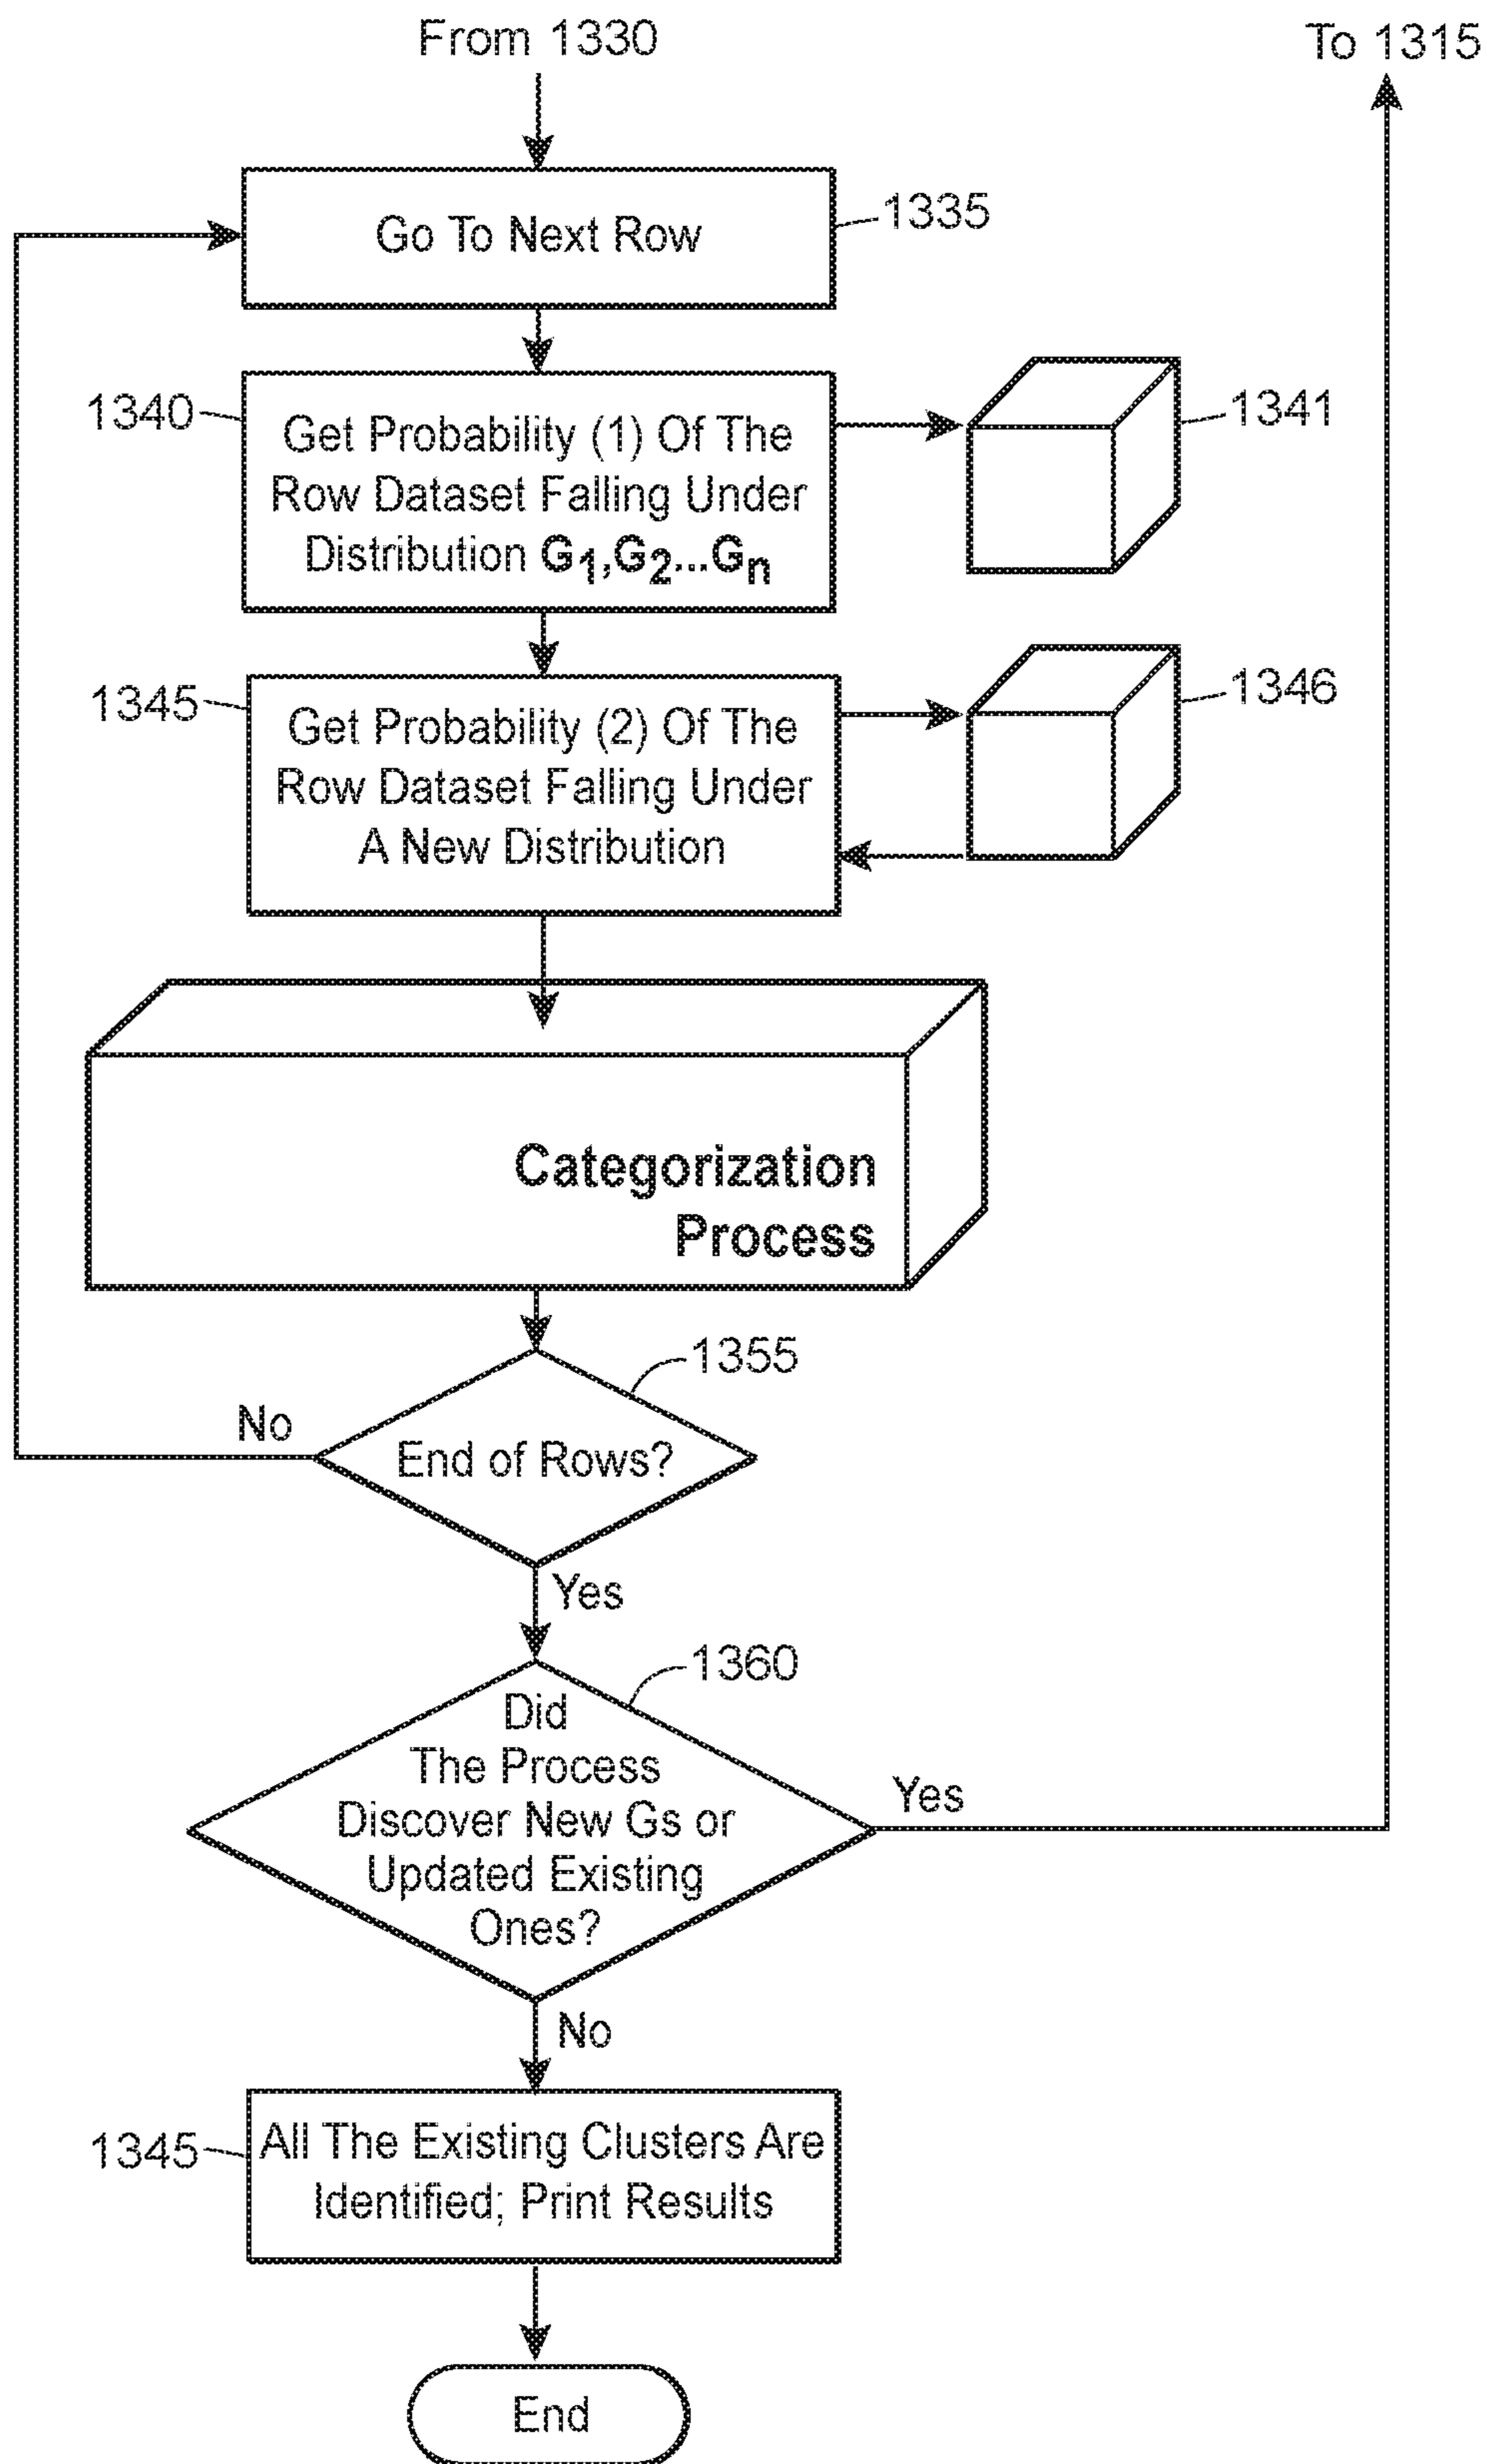 From 1330
To 1315
Go To Next Row
1335
1340
Get Probability (1) Of The
Row Dataset Falling Under
Distribution G1,G2...Gn
1341
1345
Get Probability (2) Of The
Row Dataset Falling Under
A New Distribution
1346
Categorization
Process
1355
No
End of Rows?
Yes
1360
Did
The Process
Discover New Gs or
Updated Existing
Ones?
Yes
No
1345
All The Existing Clusters Are
Identified; Print Results
End